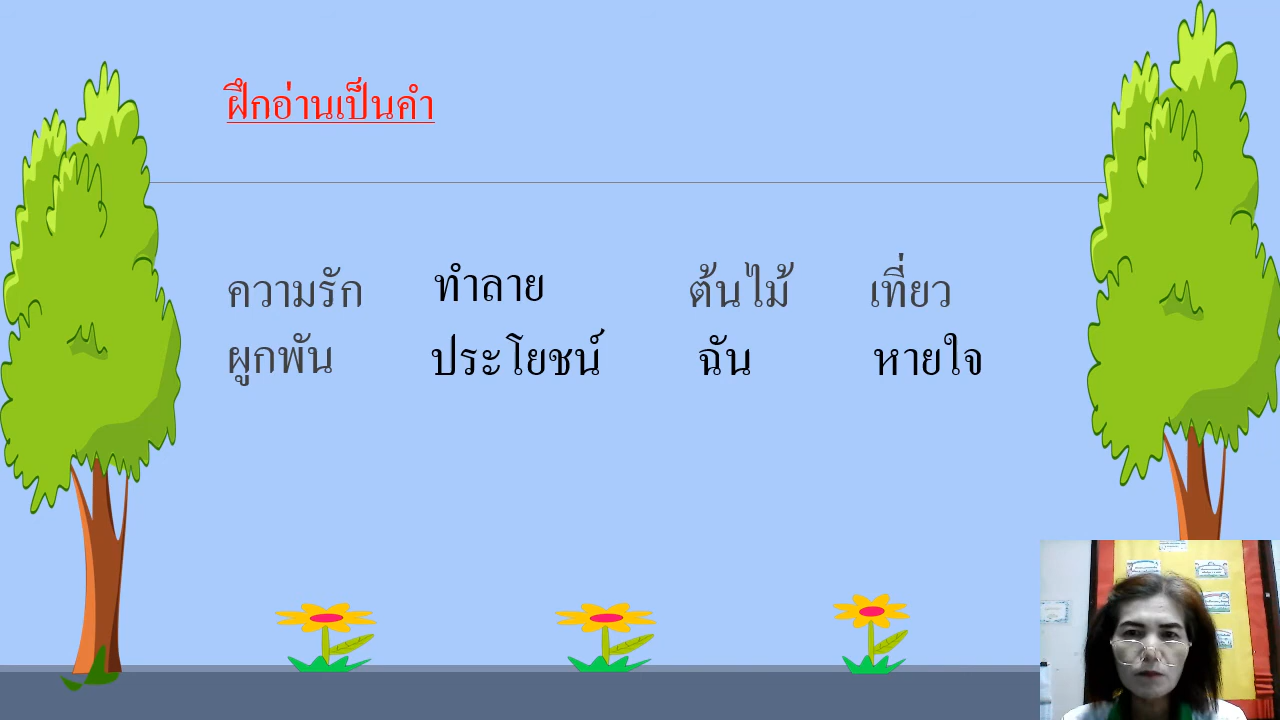 ฝึกอ่านเป็นคำ
ความรัก ทำลาย ต้นไม้ เที่ยว
ผูกพัน ประโยชน์ ฉัน หายใจ